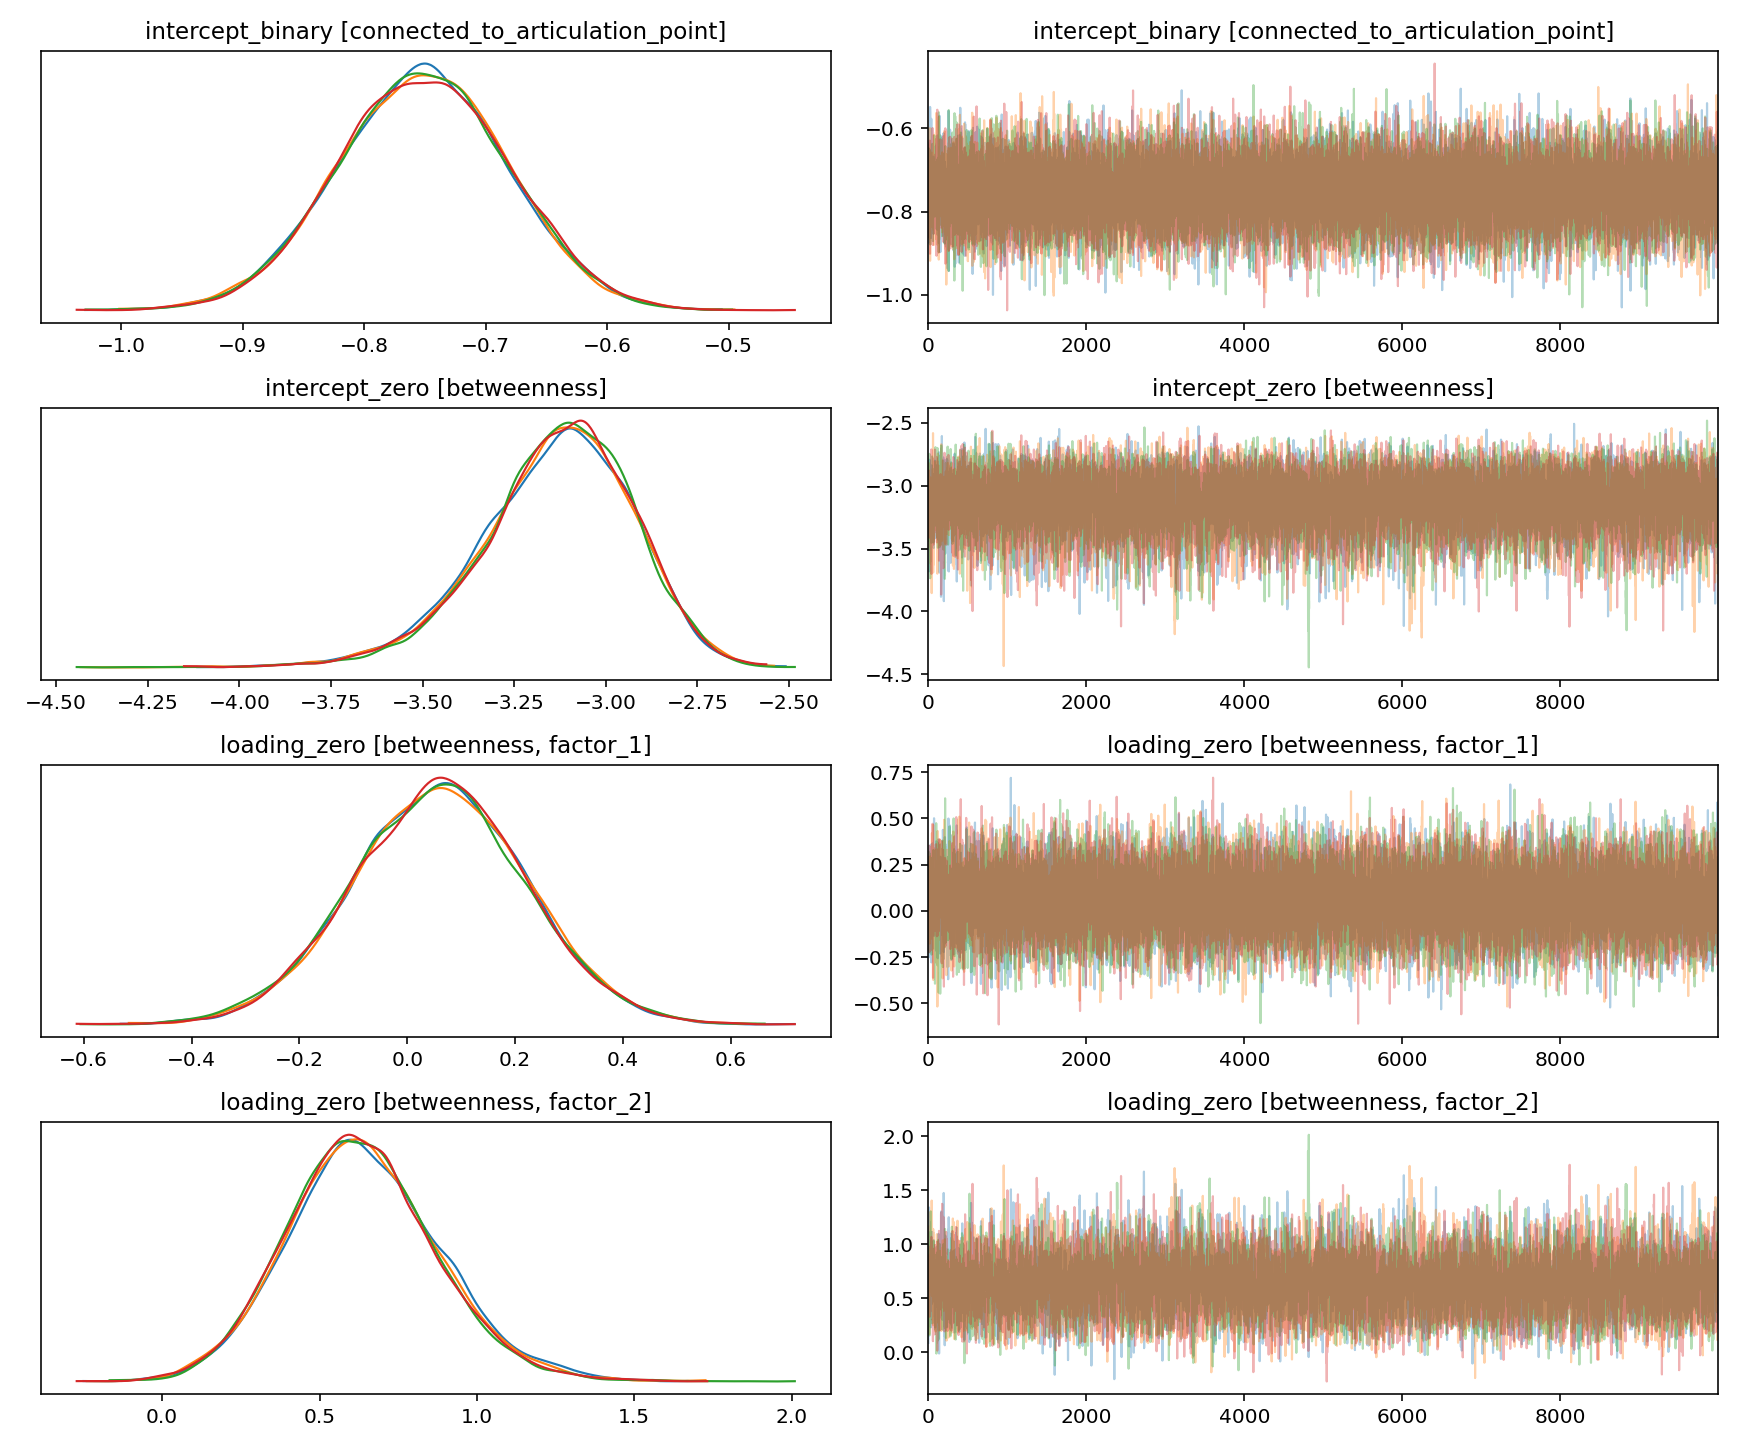 intercept_binary [connected_to_articulation_point]
−1.0 −0.9 −0.8 −0.7 −0.6 −0.5
intercept_binary [connected_to_articulation_point]
−0.6
−0.8
−1.0
0 2000 4000 6000 8000
intercept_zero [betweenness]
−4.50 −4.25 −4.00 −3.75 −3.50 −3.25 −3.00 −2.75 −2.50
intercept_zero [betweenness]
−2.5
−3.0
−3.5
−4.0
−4.5
0 2000 4000 6000 8000
loading_zero [betweenness, factor_1]
−0.6 −0.4 −0.2 0.0 0.2 0.4 0.6
loading_zero [betweenness, factor_1]
0.75
0.50
0.25
0.00
−0.25
−0.50
0 2000 4000 6000 8000
loading_zero [betweenness, factor_2]
0.0 0.5 1.0 1.5 2.0
loading_zero [betweenness, factor_2]
2.0
1.5
1.0
0.5
0.0
0 2000 4000 6000 8000